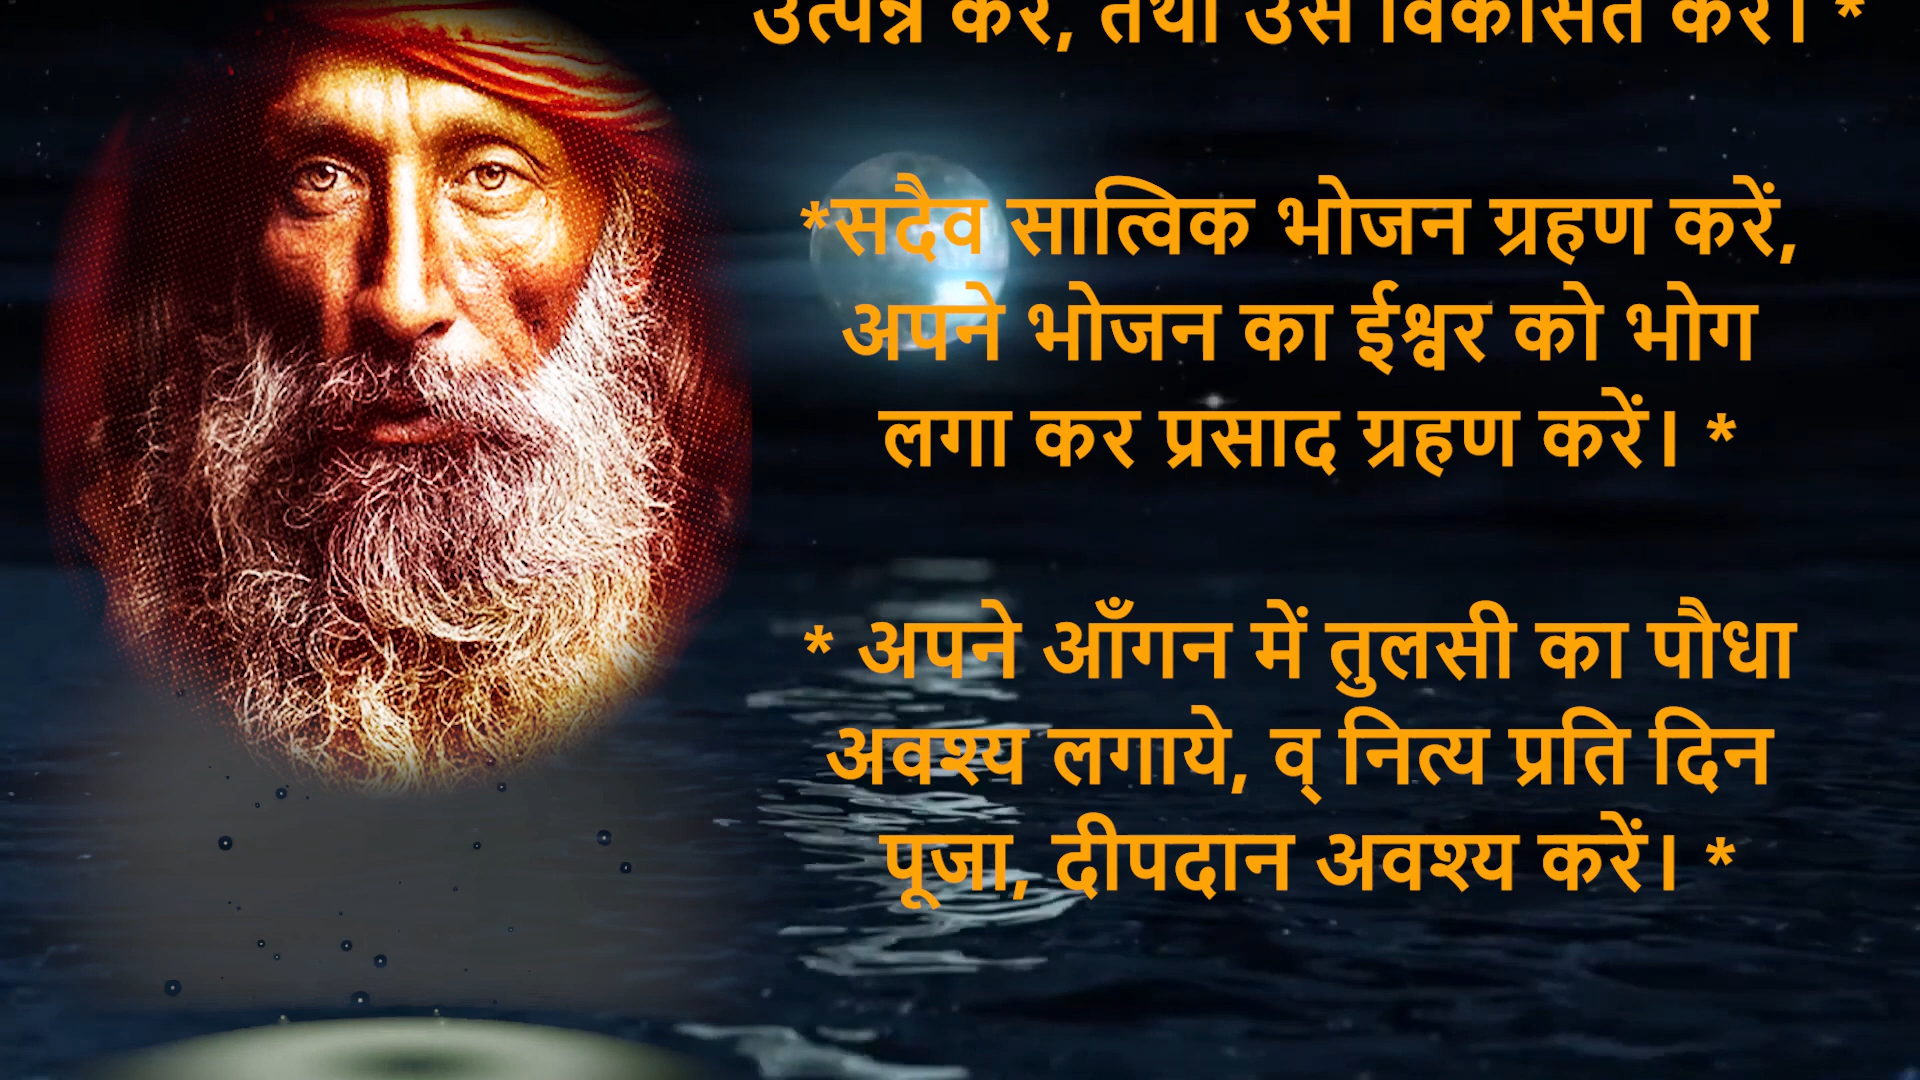 उत्पन्न करें, तथा उसे विकसित करें। *
*सदैव सात्विक भोजन ग्रहण करें,
अपने भोजन का ईश्वर को भोग
लगा कर प्रसाद ग्रहण करें। *
* अपने आँगन में तुलसी का पौधा
अवश्य लगाये, व् नित्य प्रति दिन
पूजा, दीपदान अवश्य करें। *